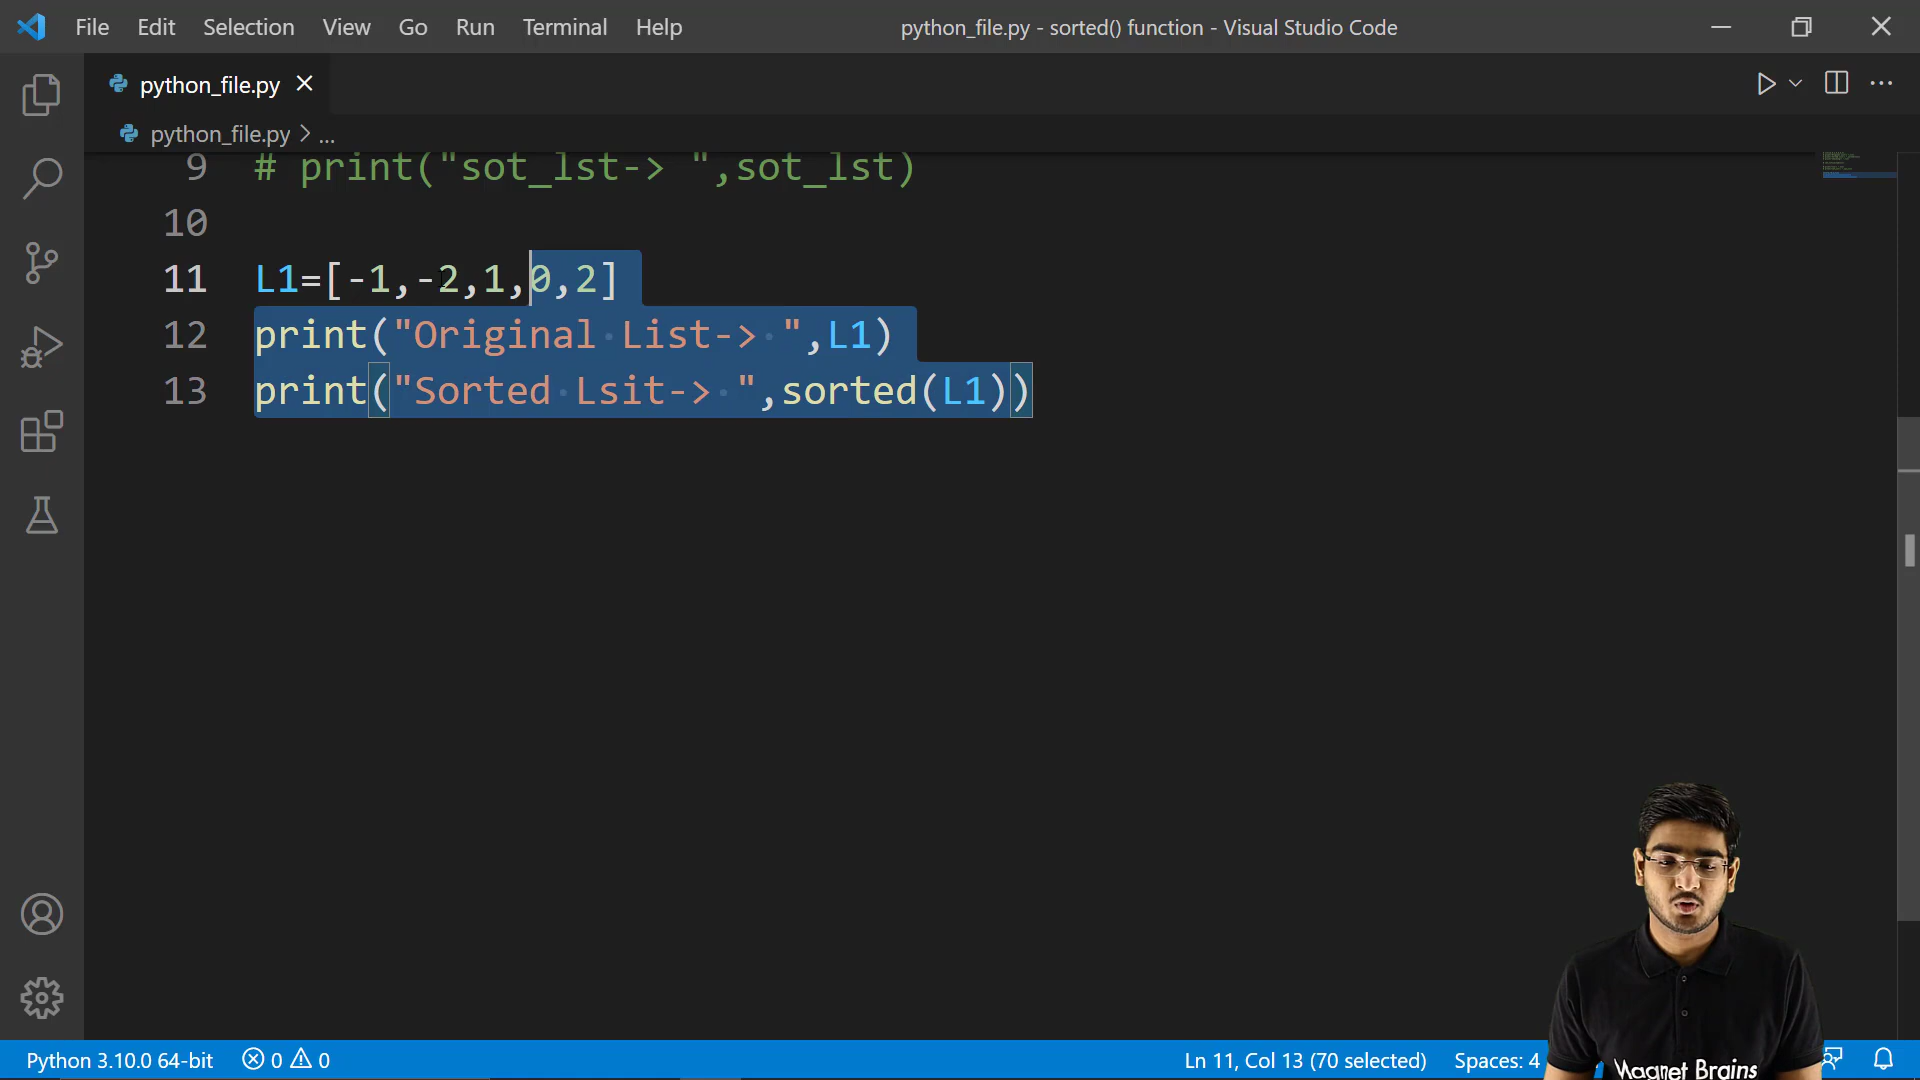 File Edit Selection View Go Run Terminal Help python_file.py - sorted() function - Visual Studio Code
python_file.py
python_file.py > ...
9 # print("sot_lst-> ",sot_lst)
10
11 L1=[-1,-2,1,0,2]
12 print("Original List-> ",L1)
13 print("Sorted Lsit-> ",sorted(L1))
Magnet Brains
Python 3.10.0 64-bit 0 0 Ln 11, Col 13 (70 selected) Spaces: 4